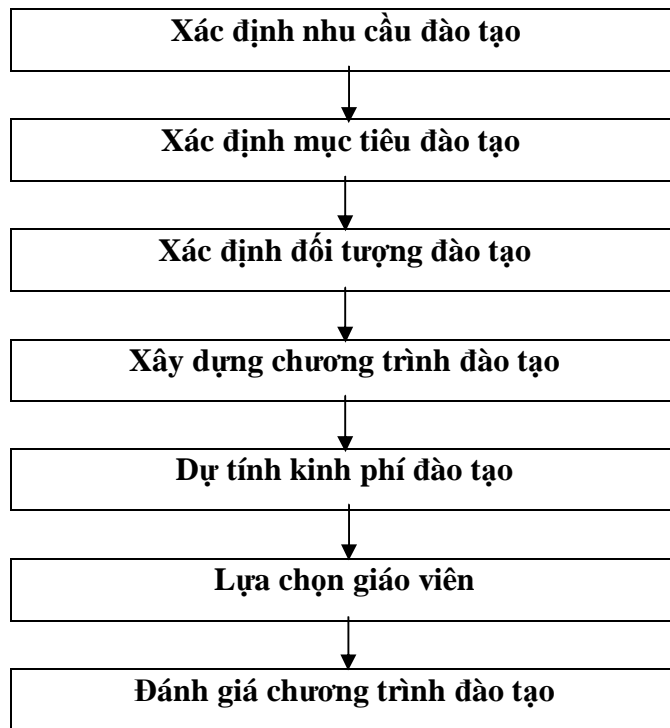 Xác định nhu cầu đào tạo
Xác định mục tiêu đào tạo
Xác định đối tượng đào tạo
Xây dựng chương trình đào tạo
Dự tính kinh phí đào tạo
Lựa chọn giáo viên
Đánh giá chương trình đào tạo